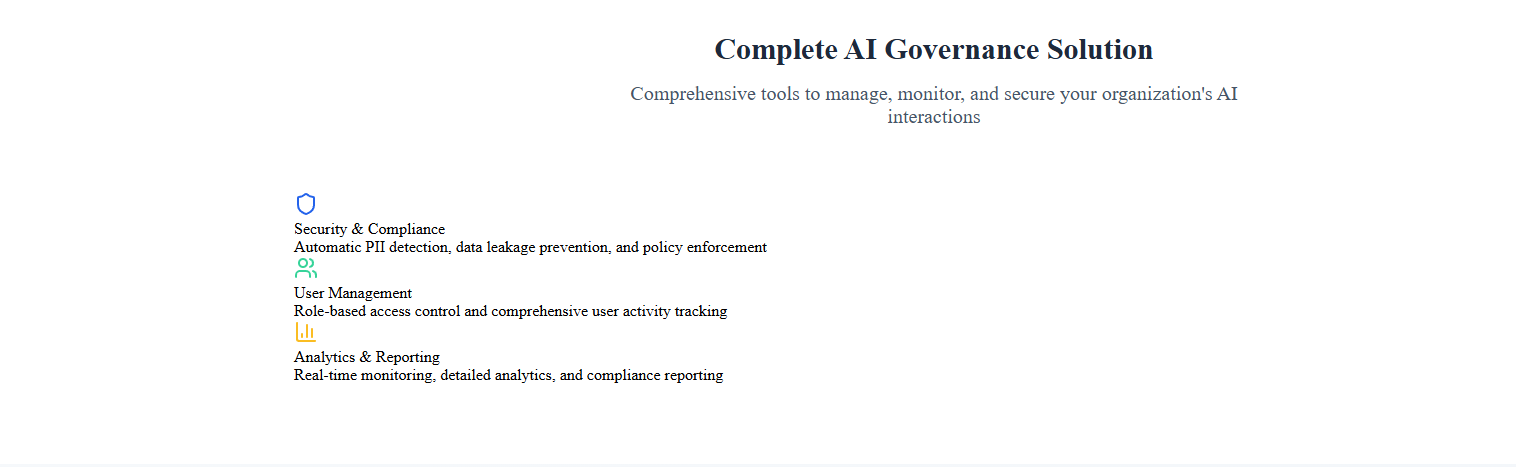 Complete AI Governance Solution
Comprehensive tools to manage, monitor, and secure your organization's AI
interactions
Security & Compliance
Automatic PII detection, data leakage prevention, and policy enforcement
User Management
Role-based access control and comprehensive user activity tracking
Analytics & Reporting
Real-time monitoring, detailed analytics, and compliance reporting